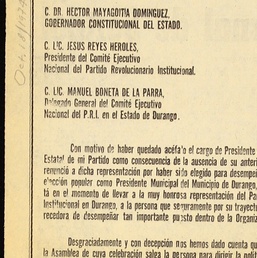 C. DR. HECTOR MAYAGOITIA DOMINGUEZ,
GOBERNADOR CONSTITUCIONAL DEL ESTADO.
C. LIC. JESUS REYES HEROLES,
Presidente del Comité Ejecutivo
Nacional del Partido Revolucionario Institucional.
C. LIC. MANUEL BONETA DE LA PARRA,
Delegado General del Comité Ejecutivo
Nacional del P.R.I. en el Estado de Durango.
Con motivo de haber quedado acéfalo el cargo de Presidente
Estatal de mi Partido como consecuencia de la ausencia de su anteri
renunció a dicha representación por haber sido elegido para desempeñ
elección popular como Presidente Municipal del Municipio de Durango,
tá en el momento de llevar a la muy honrosa representación del Par
Institucional en Durango, a la persona que seguramente por su trayect
recedora de desempeñar tan importante puesto dentro de la Organiz
Desgraciadamente y con decepción nos hemos dado cuenta qu
la Asamblea de cuya celebración salga la persona para dirigir la polít